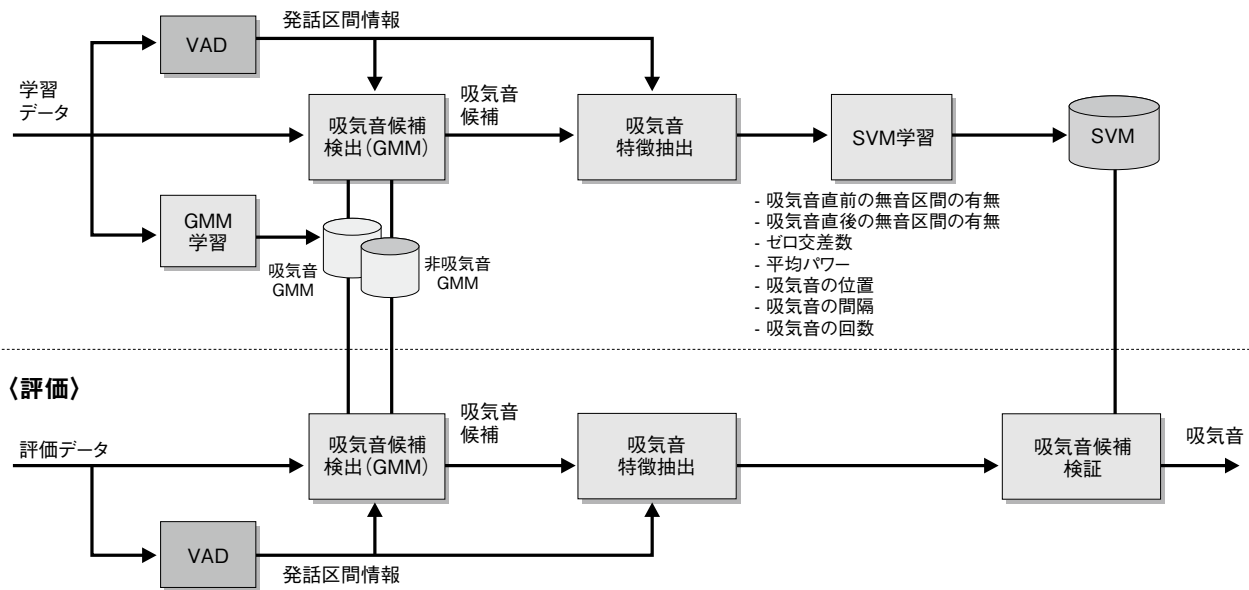 発話区間情報
VAD
学習
データ
吸気音候補
検出（GMM）
吸気音
候補
吸気音
特徴抽出
SVM学習
SVM
GMM
学習
吸気音
GMM
非吸気音
GMM
- 吸気音直前の無音区間の有無
- 吸気音直後の無音区間の有無
- ゼロ交差数
- 平均パワー
- 吸気音の位置
- 吸気音の間隔
- 吸気音の回数
〈評価〉
評価データ
吸気音候補
検出（GMM）
吸気音
候補
吸気音
特徴抽出
吸気音候補
検証
吸気音
VAD
発話区間情報